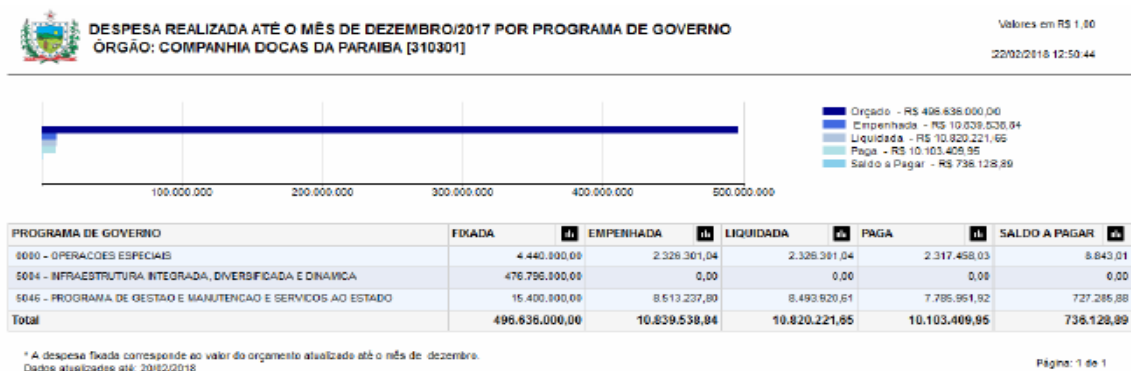 DESPESA REALIZADA ATÉ O MÊS DE DEZEMBRO/2017 POR PROGRAMA DE GOVERNO
ÓRGÃO: COMPANHIA DOCAS DA PARAIBA [310301]
Valores em R$ 1,00
22/02/2018 12:50:44
Orçado - R$ 496.636.000,00
Empenhada - R$ 10.839.538,84
Liquidada - R$ 10.820.221,65
Paga - R$ 10.103.409,95
Saldo a Pagar - R$ 736.128,89
100.000.000 200.000.000 300.000.000 400.000.000 500.000.000
PROGRAMA DE GOVERNO FIXADA EMPENHADA LIQUIDADA PAGA SALDO A PAGAR
0000 - OPERACOES ESPECIAIS 4.440.000,00 2.326.301,04 2.326.301,04 2.317.458,03 8.843,01
5004 - INFRAESTRUTURA INTEGRADA, DIVERSIFICADA E DINAMICA 476.796.000,00 0,00 0,00 0,00 0,00
5046 - PROGRAMA DE GESTAO E MANUTENCAO E SERVICOS AO ESTADO 15.400.000,00 8.513.237,80 8.493.920,61 7.785.951,92 727.285,88
Total 496.636.000,00 10.839.538,84 10.820.221,65 10.103.409,95 736.128,89
* A despesa fixada corresponde ao valor do orçamento atualizado até o mês de dezembro.
Dados atualizados até: 20/02/2018
Página: 1 de 1